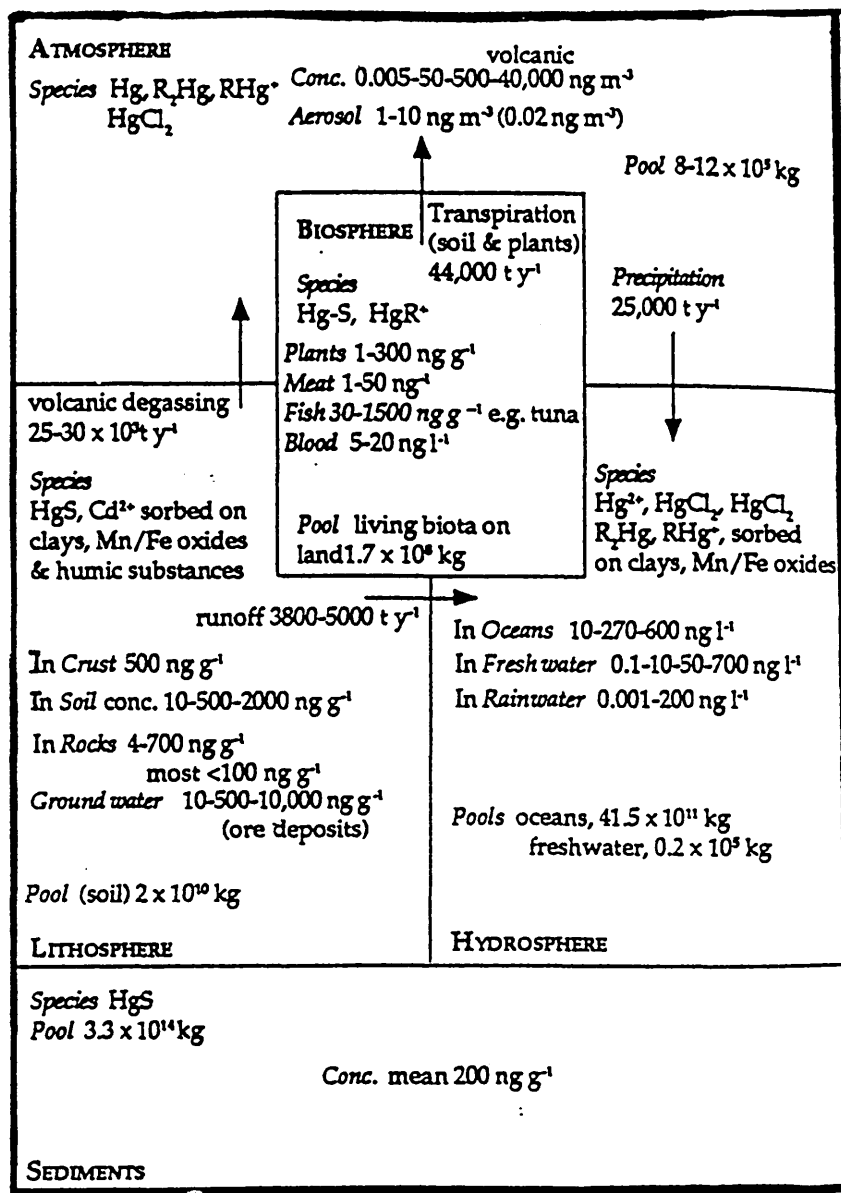 ATMOSPHERE
Species Hg, R₂Hg, RHg⁺
HgCl₂
volcanic
Conc. 0.005-50-500-40,000 ng m⁻³
Aerosol 1-10 ng m⁻³ (0.02 ng m⁻³)
Pool 8-12 x 10⁵ kg
BIOSPHERE
Transpiration
(soil & plants)
44,000 t y⁻¹
Species
Hg-S, HgR⁺
Plants 1-300 ng g⁻¹
Meat 1-50 ng⁻¹
Fish 30-1500 ng g⁻¹ e.g. tuna
Blood 5-20 ng l⁻¹
Pool living biota on
land 1.7 x 10⁸ kg
Precipitation
25,000 t y⁻¹
volcanic degassing
25-30 x 10³t y⁻¹
Species
HgS, Cd²⁺ sorbed on
clays, Mn/Fe oxides
& humic substances
Species
Hg²⁺, HgCl₂, HgCl₂
R₂Hg, RHg⁺, sorbed
on clays, Mn/Fe oxides
runoff 3800-5000 t y⁻¹
In Crust 500 ng g⁻¹
In Soil conc. 10-500-2000 ng g⁻¹
In Rocks 4-700 ng g⁻¹
most <100 ng g⁻¹
Ground water 10-500-10,000 ng g⁻¹
(ore deposits)
Pool (soil) 2 x 10¹⁰ kg
LITHOSPHERE
In Oceans 10-270-600 ng l⁻¹
In Fresh water 0.1-10-50-700 ng l⁻¹
In Rainwater 0.001-200 ng l⁻¹
Pools oceans, 41.5 x 10¹¹ kg
freshwater, 0.2 x 10⁵ kg
HYDROSPHERE
Species HgS
Pool 3.3 x 10¹⁴ kg
Conc. mean 200 ng g⁻¹
SEDIMENTS